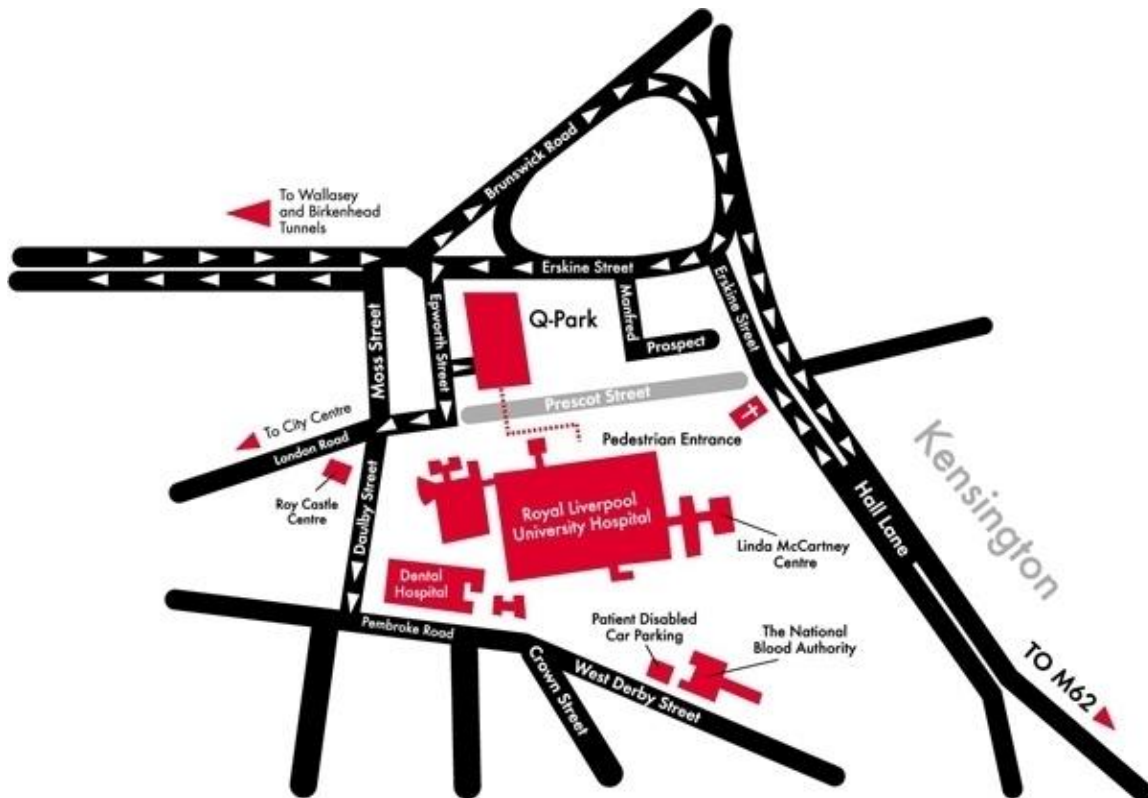 Brunswick Road
To Wallasey
and Birkenhead
Tunnels
Erskine Street
Erskine Street
Epworth Street
Q-Park
Manfred
Prospect
Moss Street
Prescot Street
To City Centre
London Road
Pedestrian Entrance
Roy Castle
Centre
Daulby Street
Royal Liverpool
University Hospital
Hall Lane
Kensington
Linda McCartney
Centre
Dental
Hospital
Pembroke Road
Patient Disabled
Car Parking
The National
Blood Authority
Crown Street
West Derby Street
TO M62